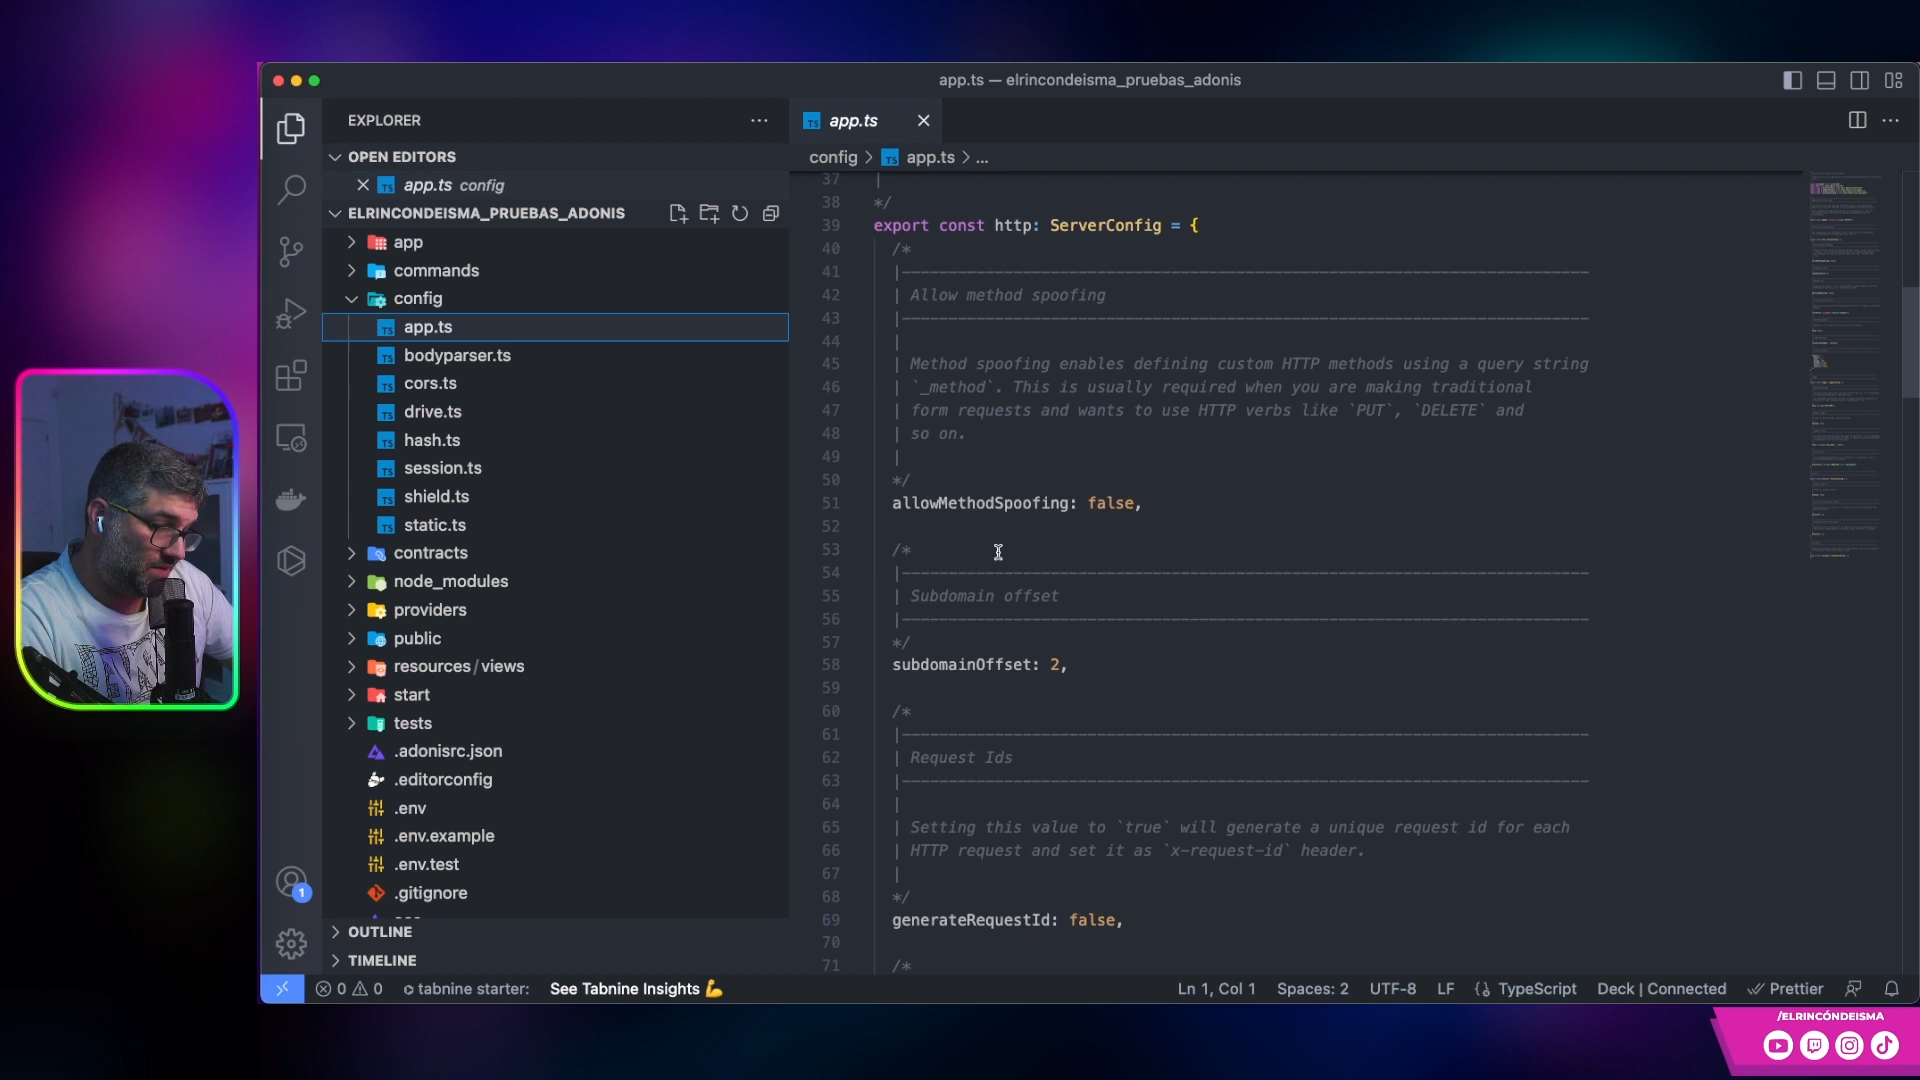 app.ts — elrincondeisma_pruebas_adonis
EXPLORER
OPEN EDITORS
app.ts config
ELRINCONDEISMA_PRUEBAS_ADONIS
app
commands
config
app.ts
bodyparser.ts
cors.ts
drive.ts
hash.ts
session.ts
shield.ts
static.ts
contracts
node_modules
providers
public
resources/views
start
tests
.adonisrc.json
.editorconfig
.env
.env.example
.env.test
.gitignore
OUTLINE
TIMELINE
app.ts
config > app.ts > ...
37 |
38 */
39 export const http: ServerConfig = {
40 /*
41 |--------------------------------------------------------------------------
42 | Allow method spoofing
43 |--------------------------------------------------------------------------
44 |
45 | Method spoofing enables defining custom HTTP methods using a query string
46 | `_method`. This is usually required when you are making traditional
47 | form requests and wants to use HTTP verbs like `PUT`, `DELETE` and
48 | so on.
49 |
50 */
51 allowMethodSpoofing: false,
52
53 /*
54 |--------------------------------------------------------------------------
55 | Subdomain offset
56 |--------------------------------------------------------------------------
57 */
58 subdomainOffset: 2,
59
60 /*
61 |--------------------------------------------------------------------------
62 | Request Ids
63 |--------------------------------------------------------------------------
64 |
65 | Setting this value to `true` will generate a unique request id for each
66 | HTTP request and set it as `x-request-id` header.
67 |
68 */
69 generateRequestId: false,
70
71 /*
1
0 0 tabnine starter: See Tabnine Insights 💪 Ln 1, Col 1 Spaces: 2 UTF-8 LF {} TypeScript Deck | Connected Prettier
/ELRINCÓNDEISMA